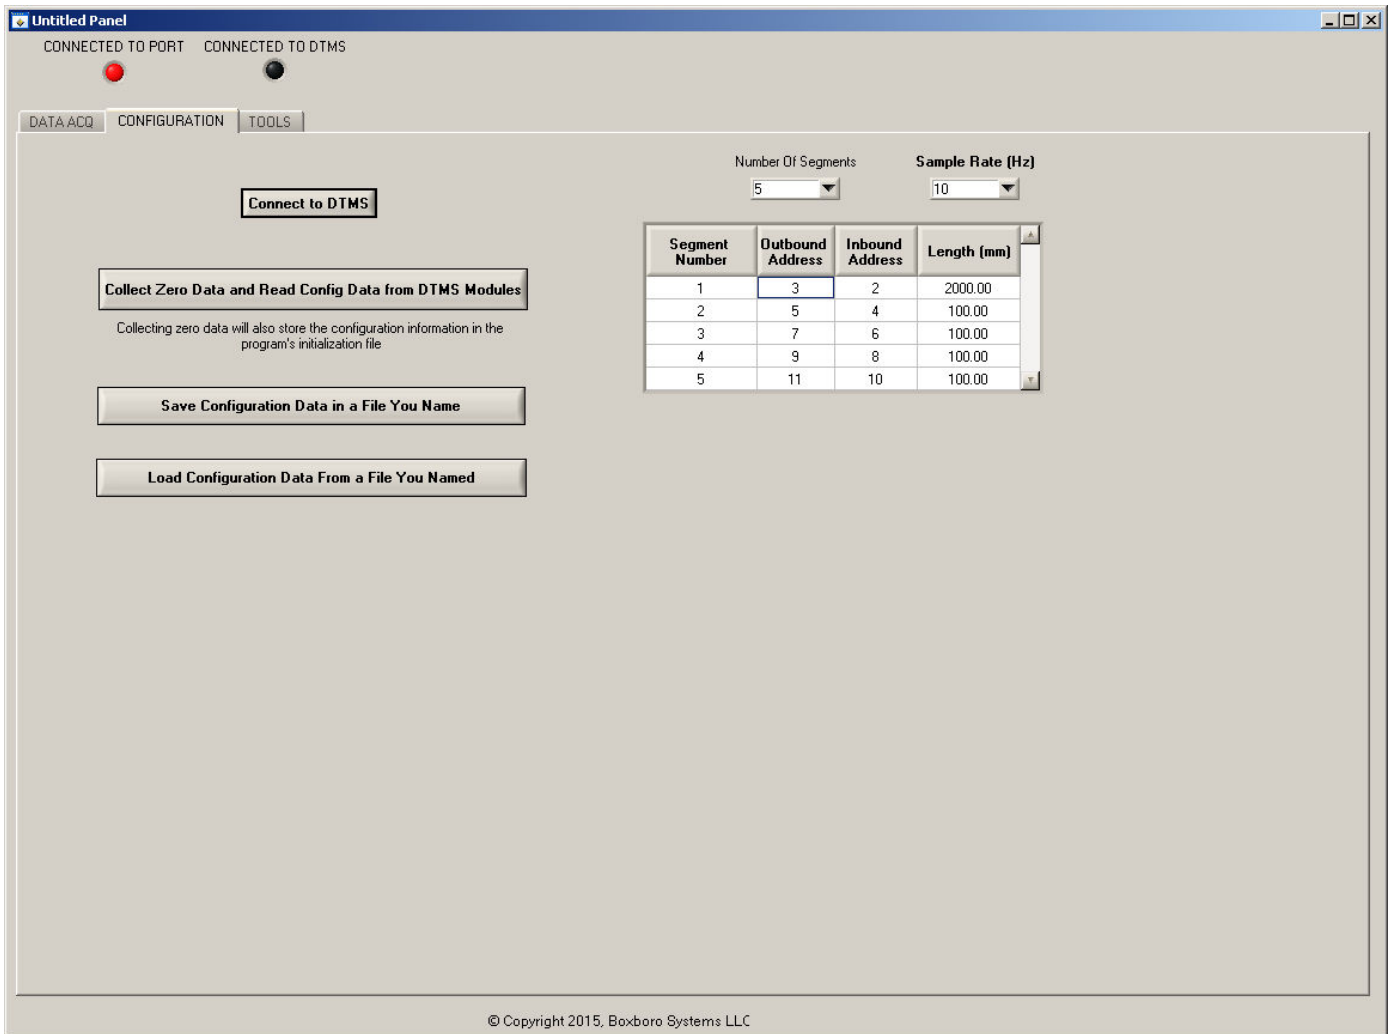 Untitled Panel
CONNECTED TO PORT CONNECTED TO DTMS
DATA ACQ CONFIGURATION TOOLS
Number Of Segments Sample Rate (Hz)
5 10
Connect to DTMS
Segment Number Outbound Address Inbound Address Length (mm)
1 3 2 2000.00
2 5 4 100.00
3 7 6 100.00
4 9 8 100.00
5 11 10 100.00
Collect Zero Data and Read Config Data from DTMS Modules
Collecting zero data will also store the configuration information in the
program's initialization file
Save Configuration Data in a File You Name
Load Configuration Data From a File You Named
© Copyright 2015, Boxboro Systems LLC